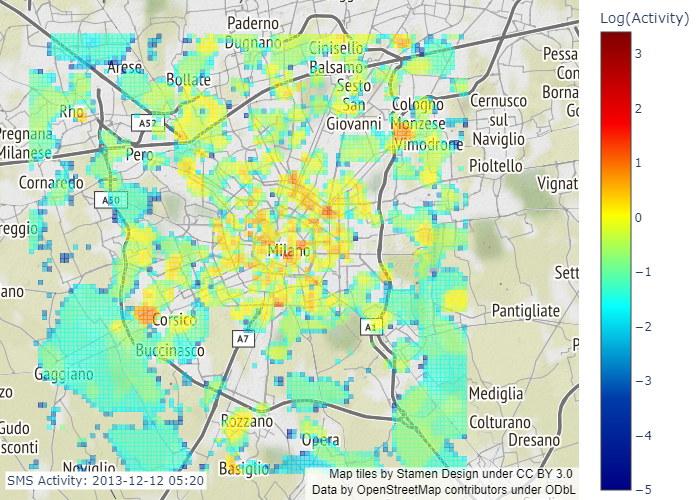 Log(Activity)
3
2
1
0
−1
−2
−3
−4
−5
Paderno
Dugnano
Cinisello
Balsamo
Arese
Bollate
Sesto
San
Giovanni
Cologno
Monzese
Vimodrone
Cernusco
sul
Naviglio
Pessa
Con
Borna
Go
Rho
A52
Pregnana
Milanese
Pero
Pioltello
Cornaredo
Vignat
A50
reggio
Milano
Sett
ano
Pantigliate
Corsico
A1
A7
Buccinasco
P
Gaggiano
zo
Mediglia
Gudo
sconti
Rozzano
Opera
Colturano
Dresano
Noviglio
Basiglio
SMS Activity: 2013-12-12 05:20
Map tiles by Stamen Design under CC BY 3.0
Data by OpenStreetMap contributors under ODbL